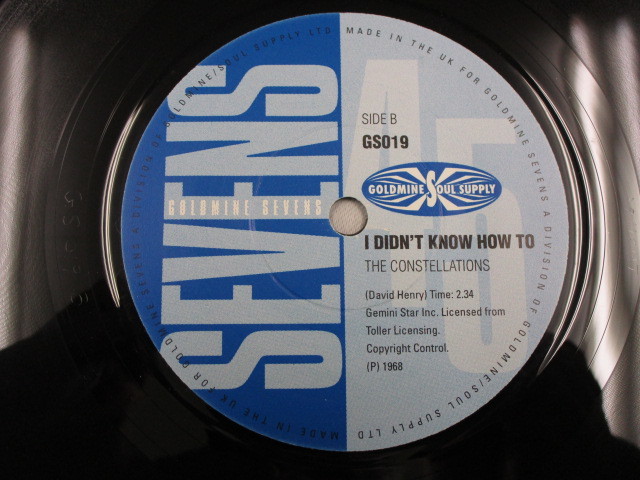 SEVENS
GOLDMINE SEVENS
45
SIDE B
GS019
GOLDMINE SOUL SUPPLY
I DIDN'T KNOW HOW TO
THE CONSTELLATIONS
(David Henry) Time: 2.34
Gemini Star Inc. Licensed from
Toller Licensing.
Copyright Control.
(P) 1968
MADE IN THE UK FOR GOLDMINE SEVENS A DIVISION OF GOLDMINE/SOUL SUPPLY LTD
MADE IN THE UK FOR GOLDMINE SEVENS A DIVISION OF GOLDMINE/SOUL SUPPLY LTD